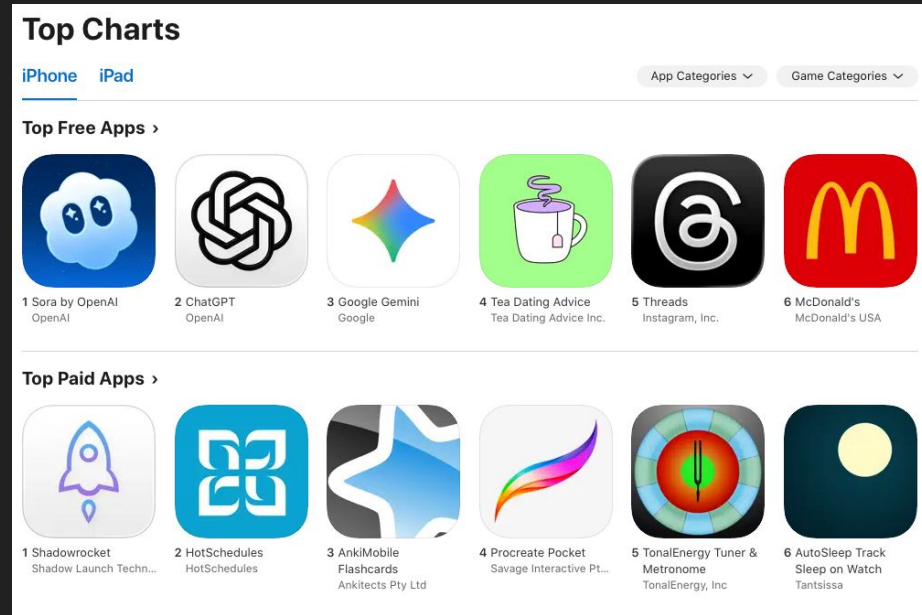 Top Charts
iPhone iPad App Categories Game Categories
Top Free Apps ›
1 Sora by OpenAI
OpenAI
2 ChatGPT
OpenAI
3 Google Gemini
Google
4 Tea Dating Advice
Tea Dating Advice Inc.
5 Threads
Instagram, Inc.
6 McDonald's
McDonald's USA
Top Paid Apps ›
1 Shadowrocket
Shadow Launch Techn...
2 HotSchedules
HotSchedules
3 AnkiMobile
Flashcards
Ankitects Pty Ltd
4 Procreate Pocket
Savage Interactive Pt...
5 TonalEnergy Tuner &
Metronome
TonalEnergy, Inc
6 AutoSleep Track
Sleep on Watch
Tantsissa